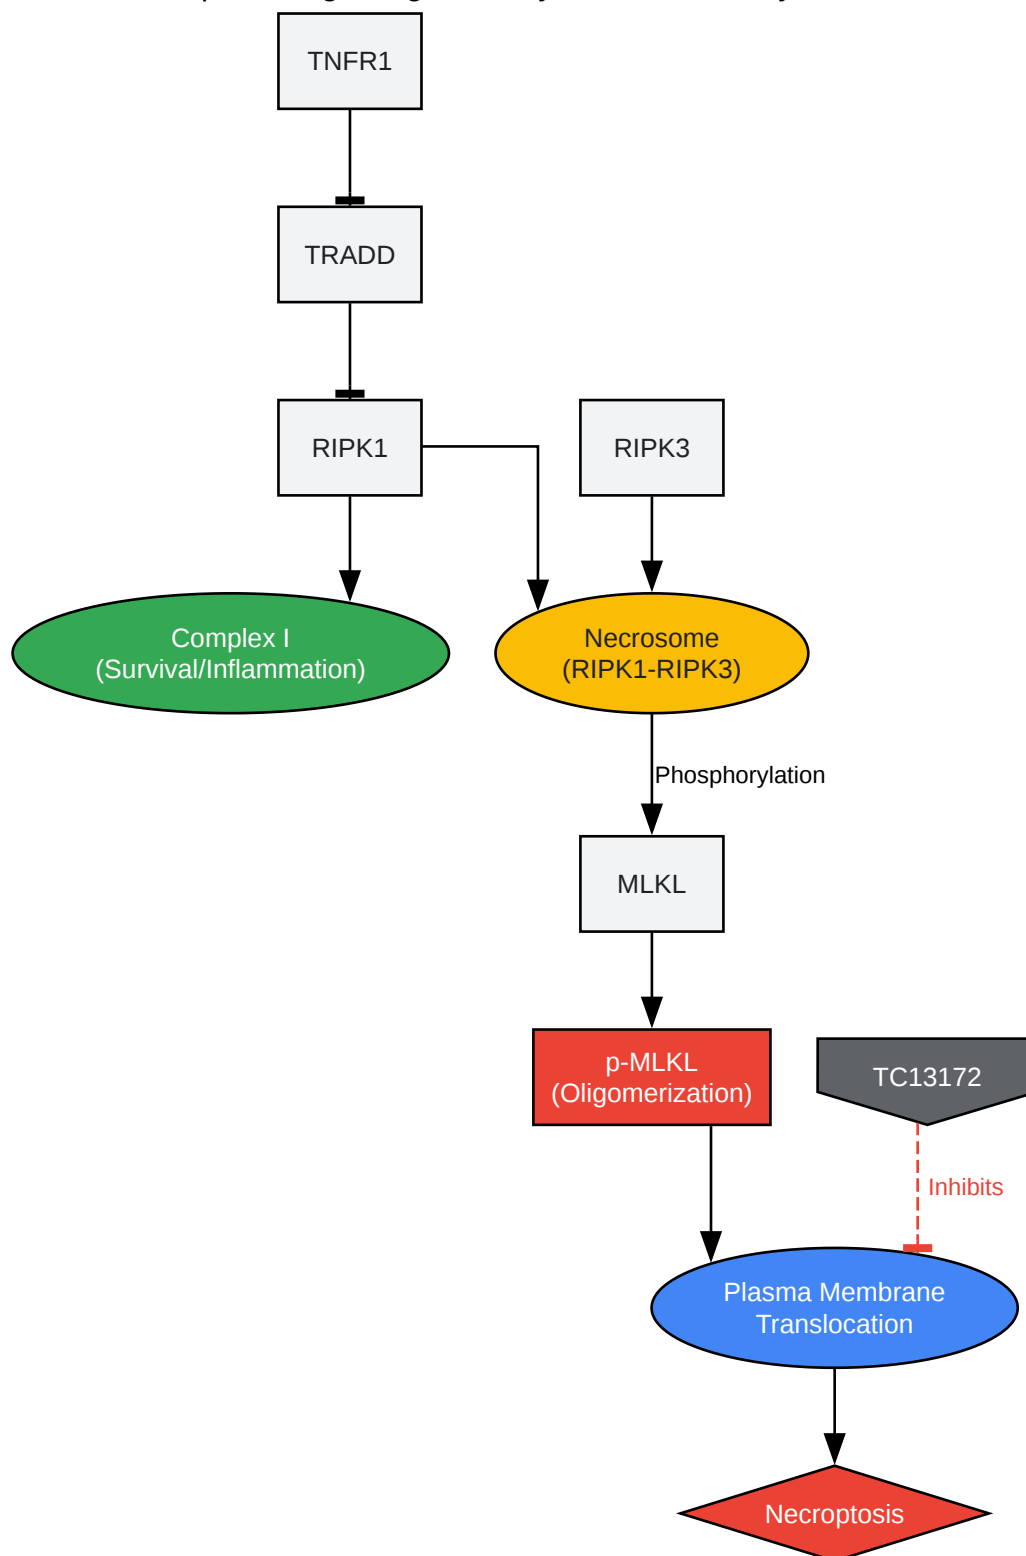 TNFR1
TRADD
RIPK1
RIPK3
Complex I
(Survival/Inflammation)
Necrosome
(RIPK1-RIPK3)
Phosphorylation
MLKL
p-MLKL
(Oligomerization)
TC13172
Inhibits
Plasma Membrane
Translocation
Necroptosis